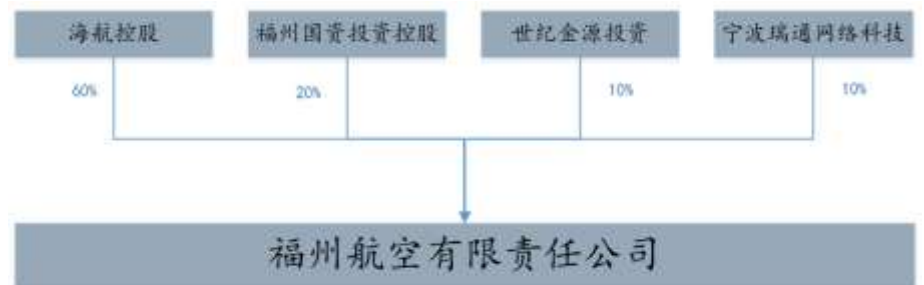 海航控股
福州国资投资控股
世纪金源投资
宁波瑞通网络科技
60%
20%
10%
10%
福州航空有限责任公司